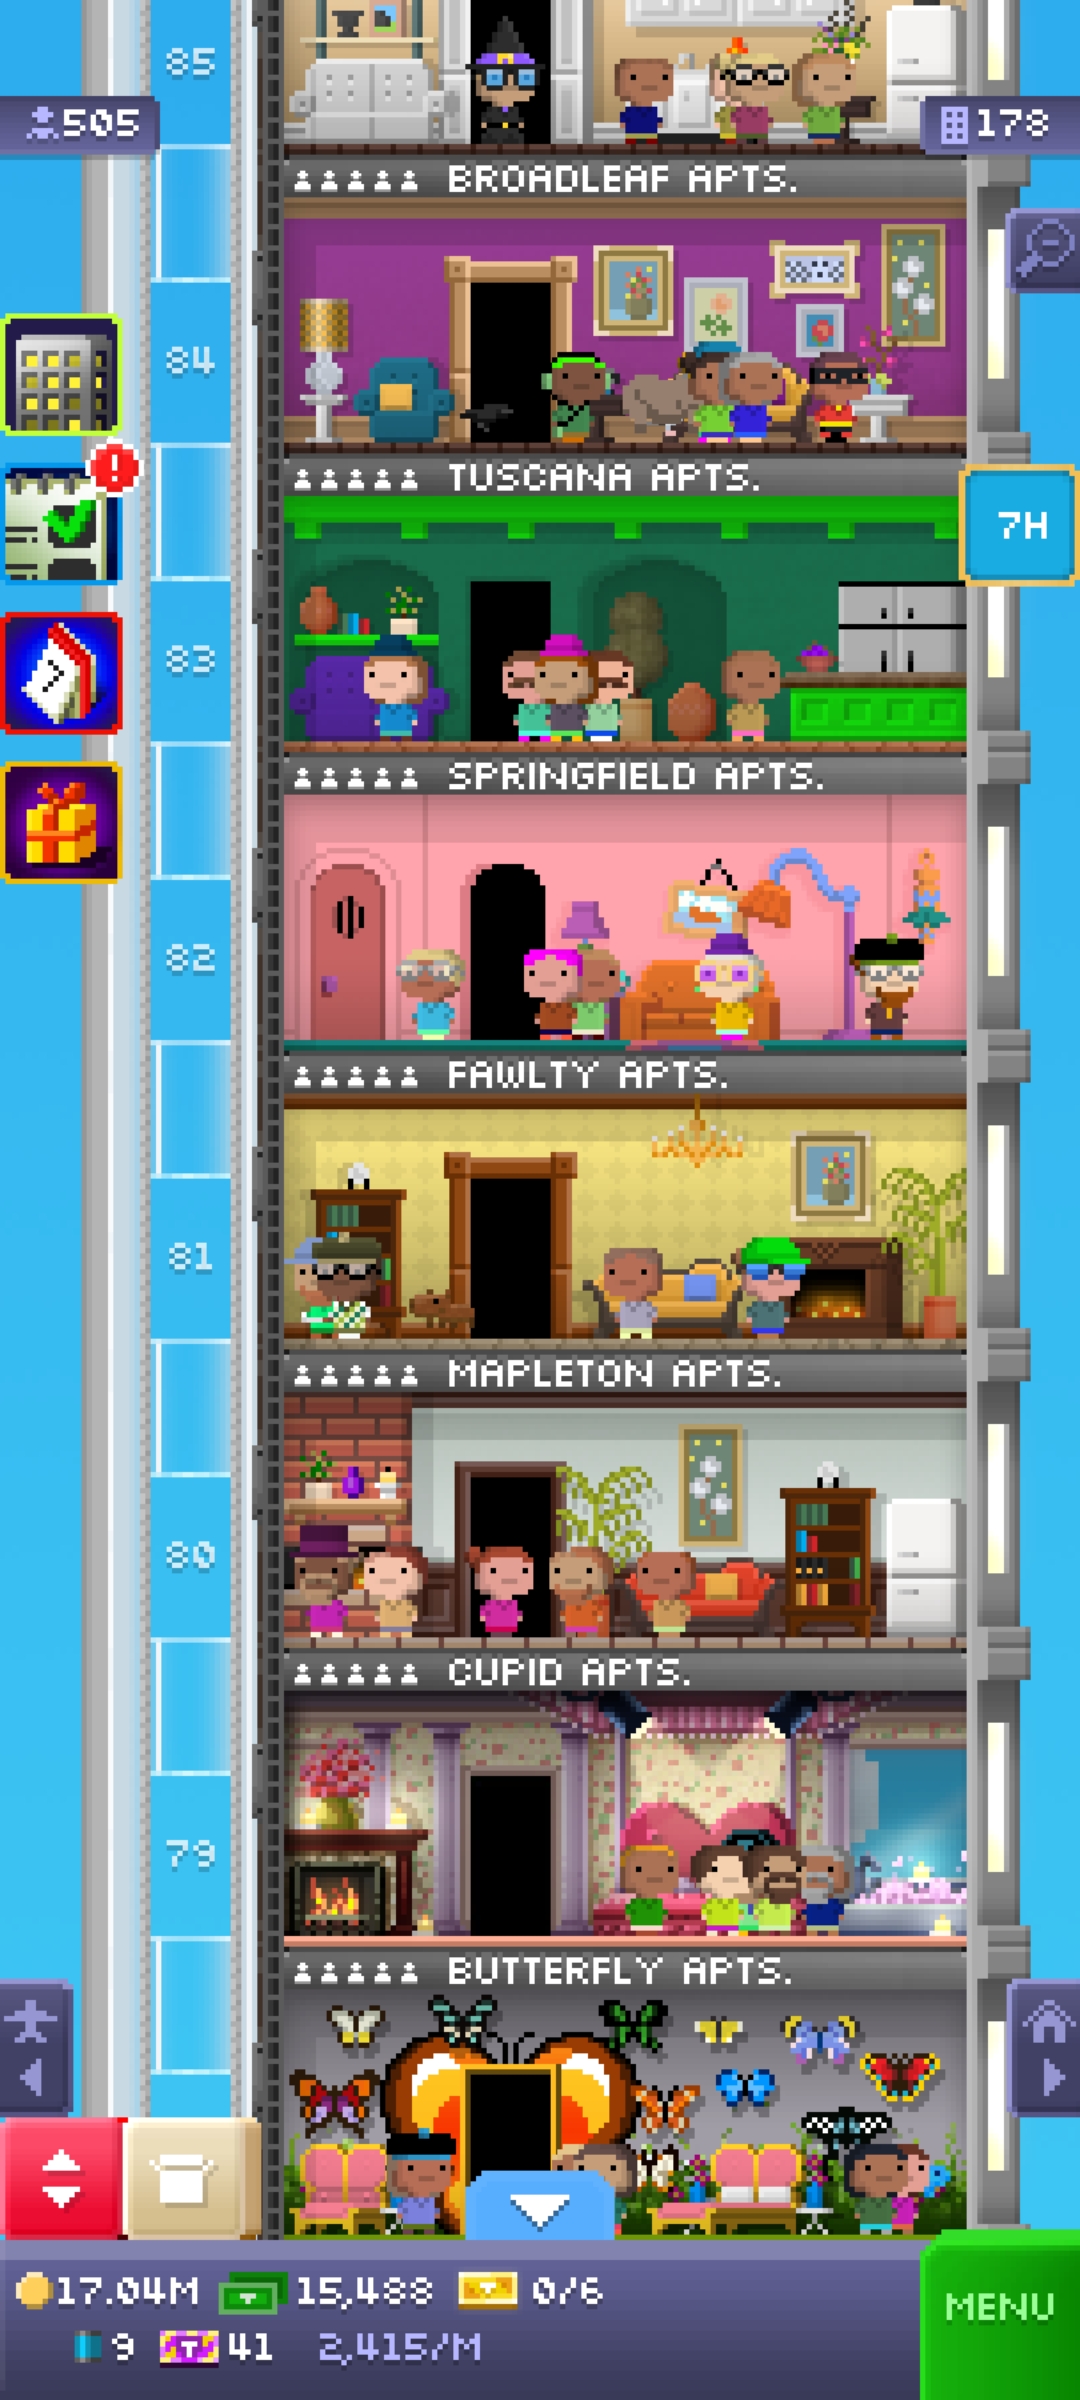 85
505
178
BROADLEAF APTS.
84
TUSCANA APTS.
7H
83
SPRINGFIELD APTS.
82
FAWLTY APTS.
81
MAPLETON APTS.
80
CUPID APTS.
79
BUTTERFLY APTS.
17.04M 15,488 0/6
9 T 41 2,415/M
MENU